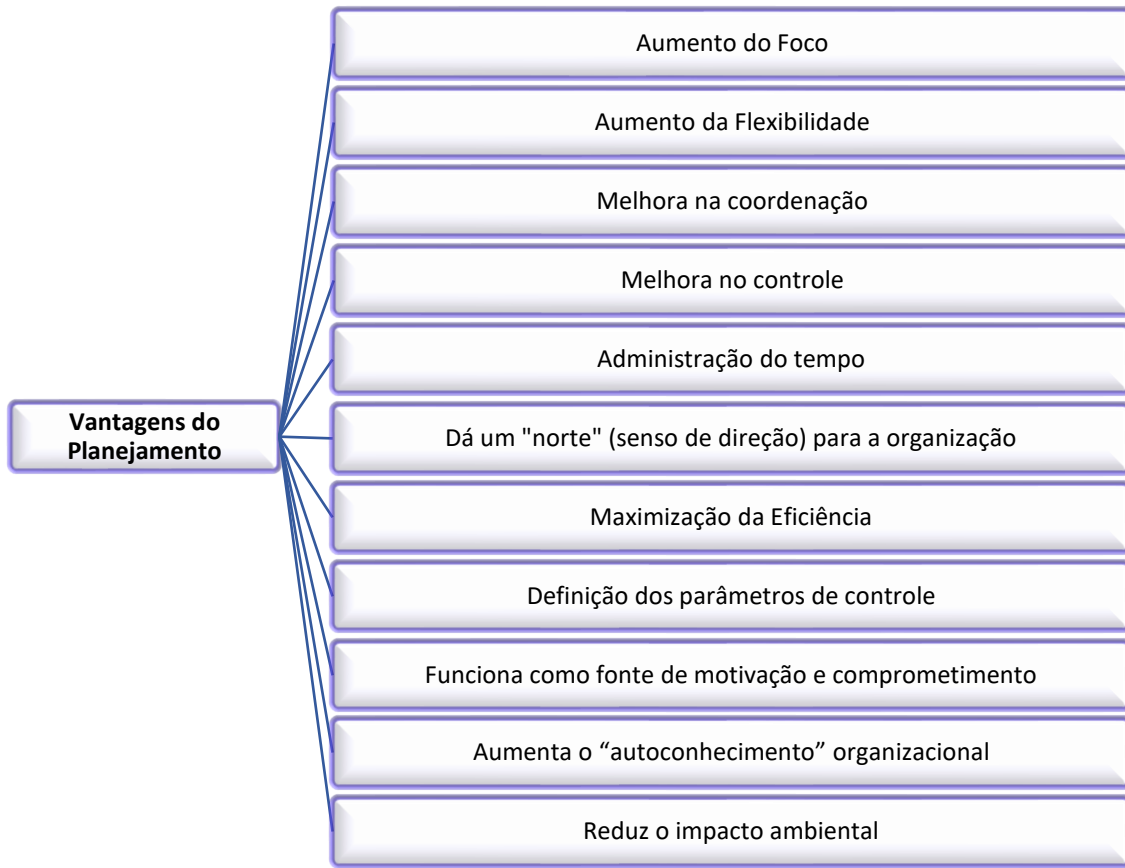 Aumento do Foco
Aumento da Flexibilidade
Melhora na coordenação
Melhora no controle
Administração do tempo
Vantagens do
Planejamento
Dá um "norte" (senso de direção) para a organização
Maximização da Eficiência
Definição dos parâmetros de controle
Funciona como fonte de motivação e comprometimento
Aumenta o “autoconhecimento” organizacional
Reduz o impacto ambiental